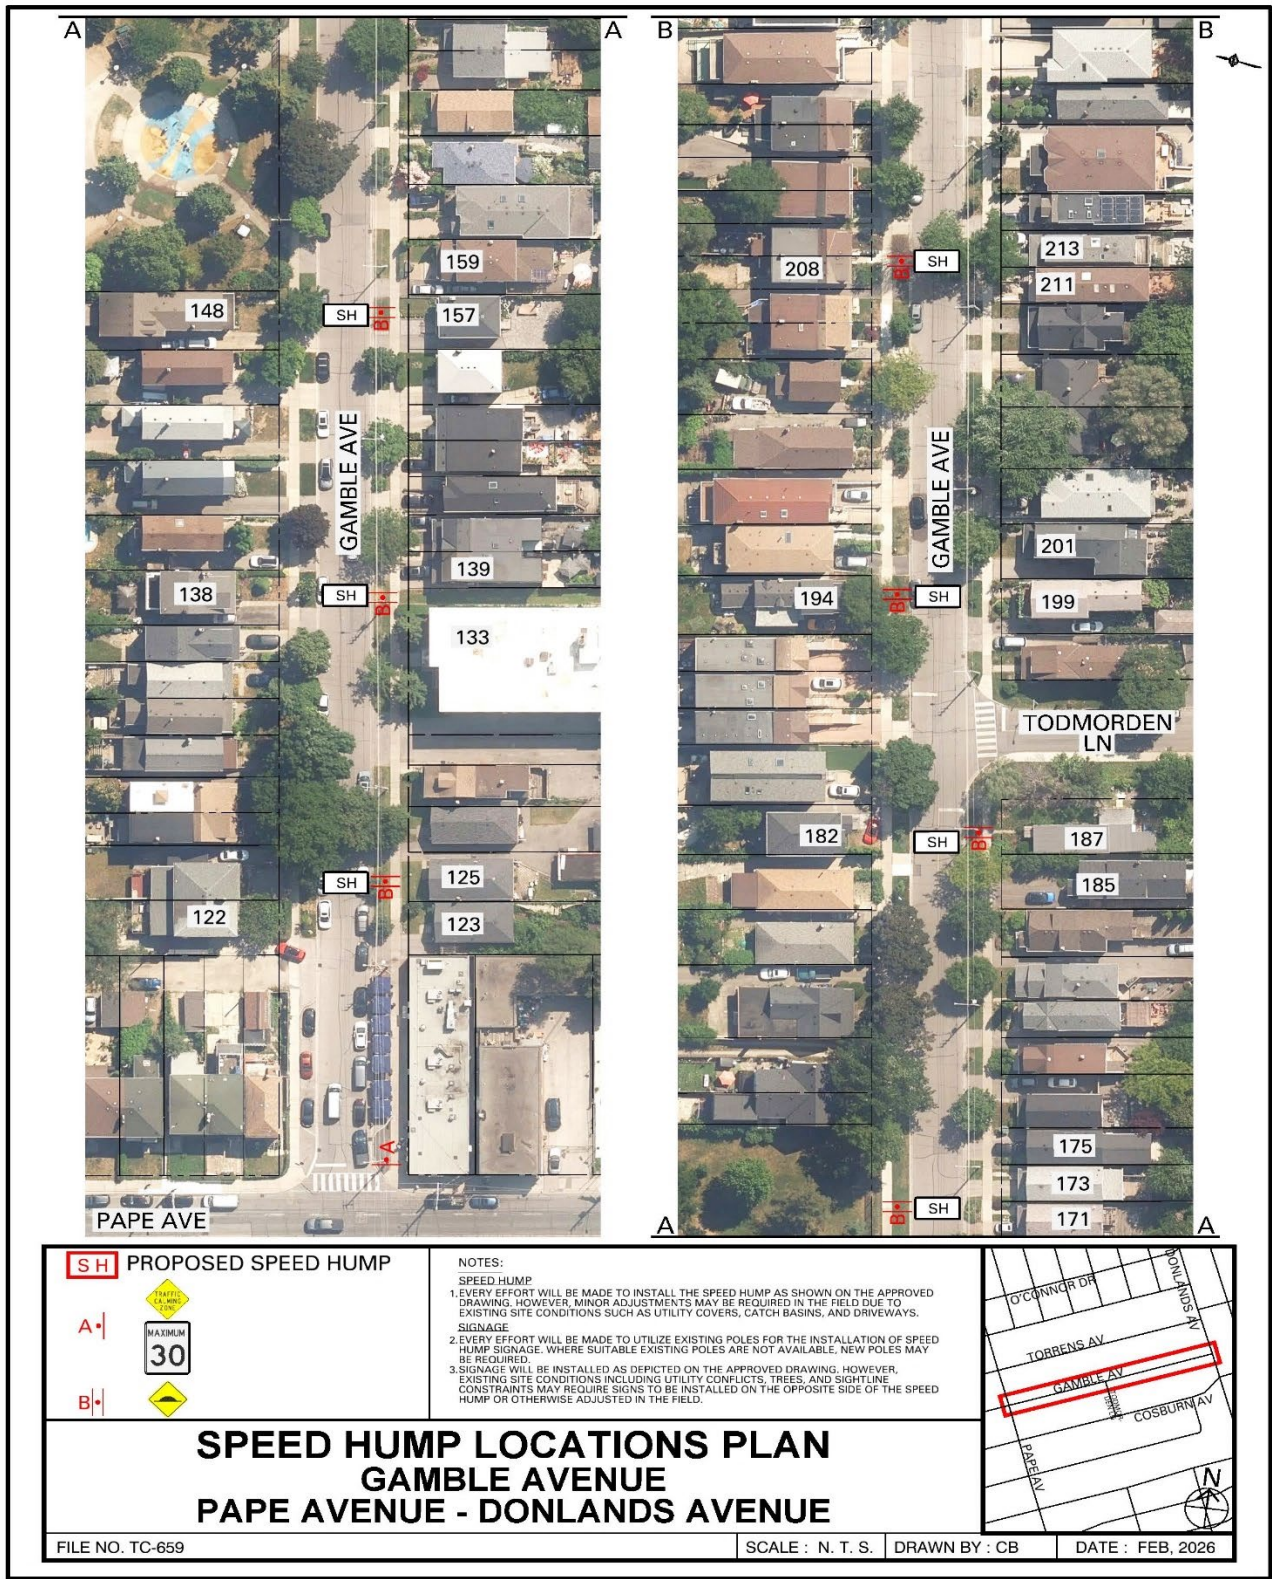 A
A
159
148
SH
B
157
GAMBLE AVE
139
138
SH
B
133
SH
B
125
122
123
A
PAPE AVE
B
B
213
208
B
SH
211
GAMBLE AVE
201
194
B
SH
199
TODMORDEN
LN
182
SH
B
187
185
175
173
B
SH
171
A
A
SH PROPOSED SPEED HUMP
TRAFFIC
CALMING
ZONE
A
MAXIMUM
30
B
NOTES:
SPEED HUMP
1. EVERY EFFORT WILL BE MADE TO INSTALL THE SPEED HUMP AS SHOWN ON THE APPROVED
DRAWING. HOWEVER, MINOR ADJUSTMENTS MAY BE REQUIRED IN THE FIELD DUE TO
EXISTING SITE CONDITIONS SUCH AS UTILITY COVERS, CATCH BASINS, AND DRIVEWAYS.
SIGNAGE
2. EVERY EFFORT WILL BE MADE TO UTILIZE EXISTING POLES FOR THE INSTALLATION OF SPEED
HUMP SIGNAGE. WHERE SUITABLE EXISTING POLES ARE NOT AVAILABLE, NEW POLES MAY
BE REQUIRED.
3. SIGNAGE WILL BE INSTALLED AS DEPICTED ON THE APPROVED DRAWING. HOWEVER,
EXISTING SITE CONDITIONS INCLUDING UTILITY CONFLICTS, TREES, AND SIGHTLINE
CONSTRAINTS MAY REQUIRE SIGNS TO BE INSTALLED ON THE OPPOSITE SIDE OF THE SPEED
HUMP OR OTHERWISE ADJUSTED IN THE FIELD.
O'CONNOR DR
DONLANDS AV
TORRENS AV
GAMBLE AV
COSBURN AV
PAPE AV
N
SPEED HUMP LOCATIONS PLAN
GAMBLE AVENUE
PAPE AVENUE - DONLANDS AVENUE
FILE NO. TC-659
SCALE : N. T. S.
DRAWN BY : CB
DATE : FEB, 2026